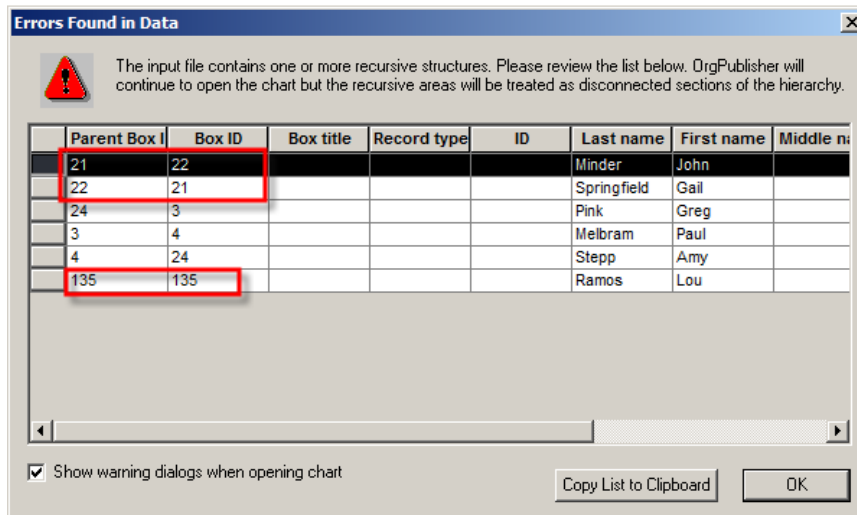 Errors Found in Data
The input file contains one or more recursive structures. Please review the list below. OrgPublisher will
continue to open the chart but the recursive areas will be treated as disconnected sections of the hierarchy.
Parent Box I Box ID Box title Record type ID Last name First name Middle na
21 22 Minder John
22 21 Springfield Gail
24 3 Pink Greg
3 4 Melbram Paul
4 24 Stepp Amy
135 135 Ramos Lou
Show warning dialogs when opening chart
Copy List to Clipboard OK